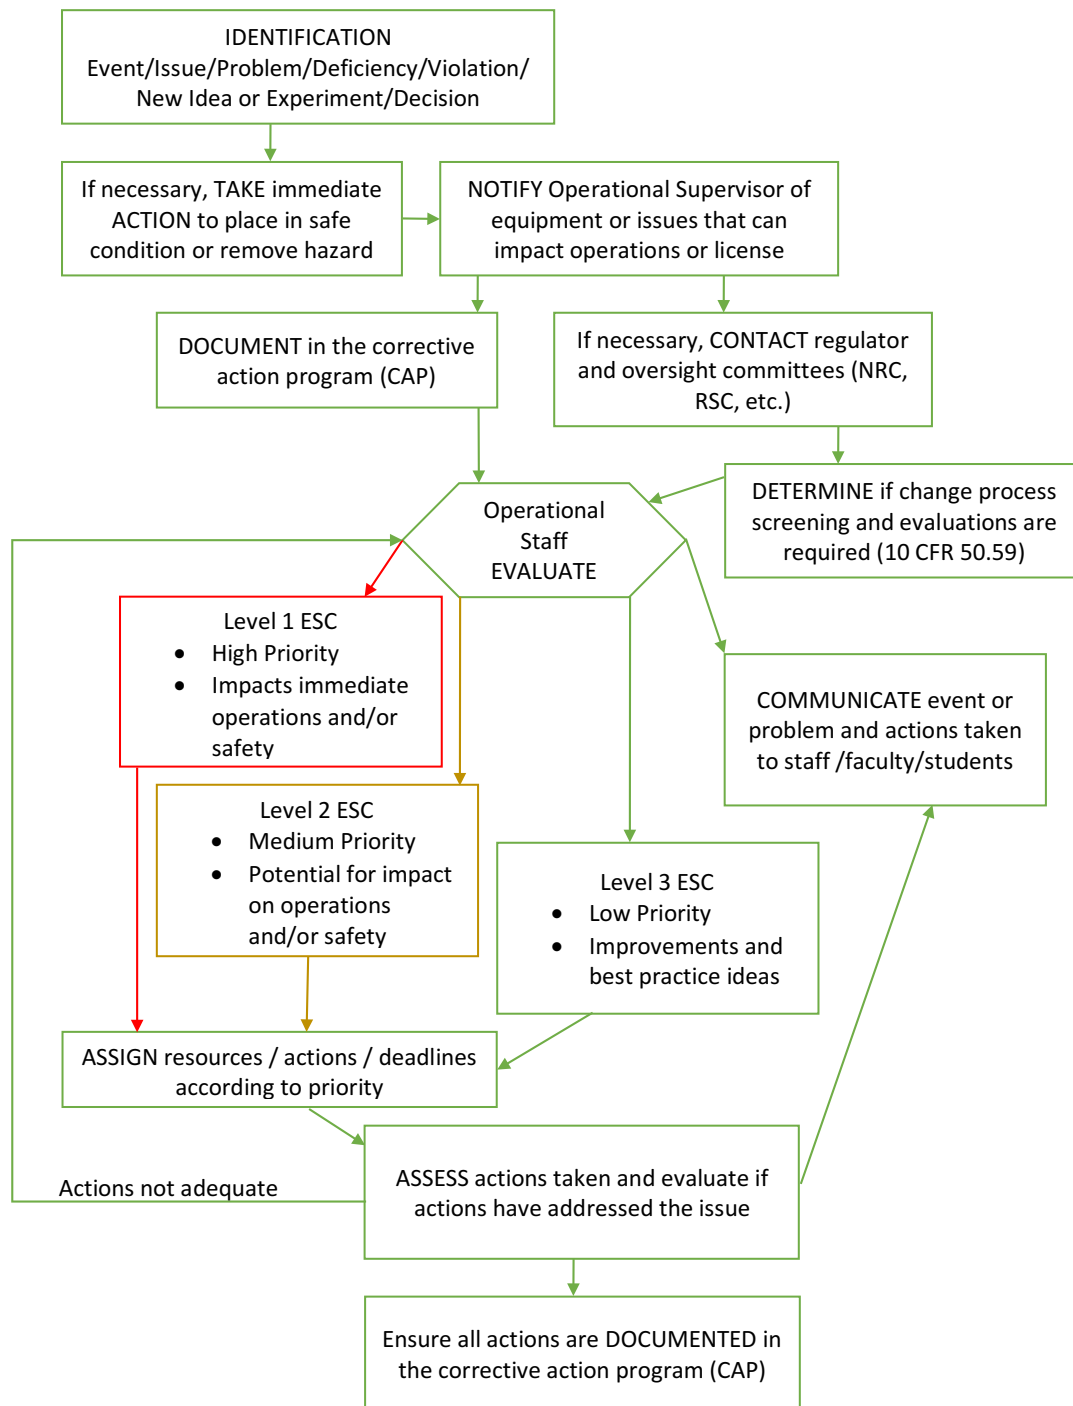 IDENTIFICATION
Event/Issue/Problem/Deficiency/Violation/
New Idea or Experiment/Decision
If necessary, TAKE immediate
ACTION to place in safe
condition or remove hazard
NOTIFY Operational Supervisor of
equipment or issues that can
impact operations or license
DOCUMENT in the corrective
action program (CAP)
If necessary, CONTACT regulator
and oversight committees (NRC,
RSC, etc.)
DETERMINE if change process
screening and evaluations are
required (10 CFR 50.59)
Operational
Staff
EVALUATE
Level 1 ESC
• High Priority
• Impacts immediate
operations and/or
safety
COMMUNICATE event or
problem and actions taken
to staff /faculty/students
Level 2 ESC
• Medium Priority
• Potential for impact
on operations
and/or safety
Level 3 ESC
• Low Priority
• Improvements and
best practice ideas
ASSIGN resources / actions / deadlines
according to priority
Actions not adequate
ASSESS actions taken and evaluate if
actions have addressed the issue
Ensure all actions are DOCUMENTED in
the corrective action program (CAP)